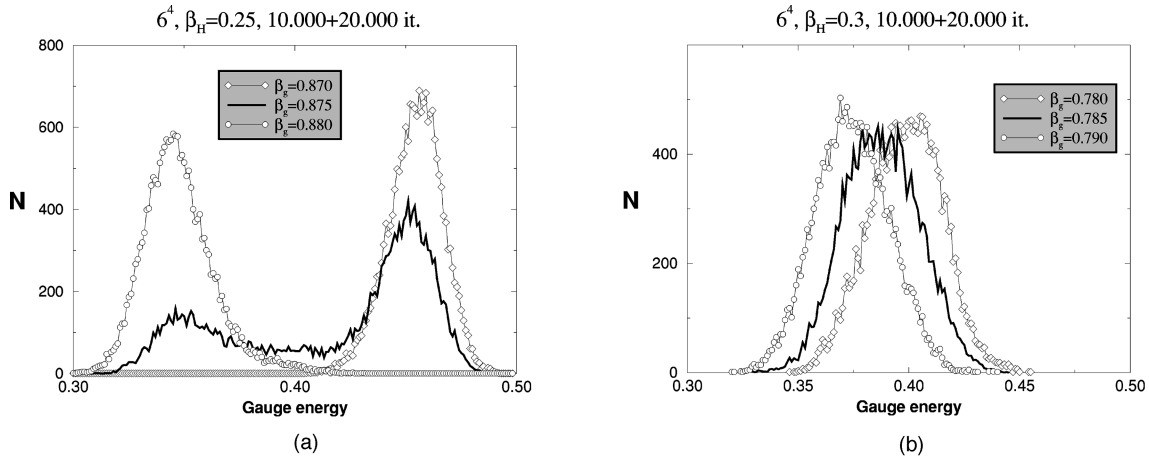 6⁴, β_H=0.25, 10.000+20.000 it.
800
600
400
200
0
N
β_g=0.870
β_g=0.875
β_g=0.880
0.30 0.40 0.50
Gauge energy
(a)
6⁴, β_H=0.3, 10.000+20.000 it.
400
200
0
N
β_g=0.780
β_g=0.785
β_g=0.790
0.30 0.35 0.40 0.45 0.50
Gauge energy
(b)